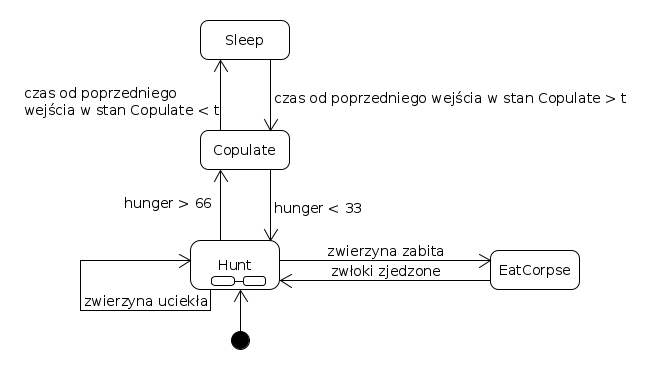 Sleep
czas od poprzedniego
wejścia w stan Copulate < t
czas od poprzedniego wejścia w stan Copulate > t
Copulate
hunger > 66
hunger < 33
Hunt
zwierzyna zabita
zwłoki zjedzone
EatCorpse
zwierzyna uciekła